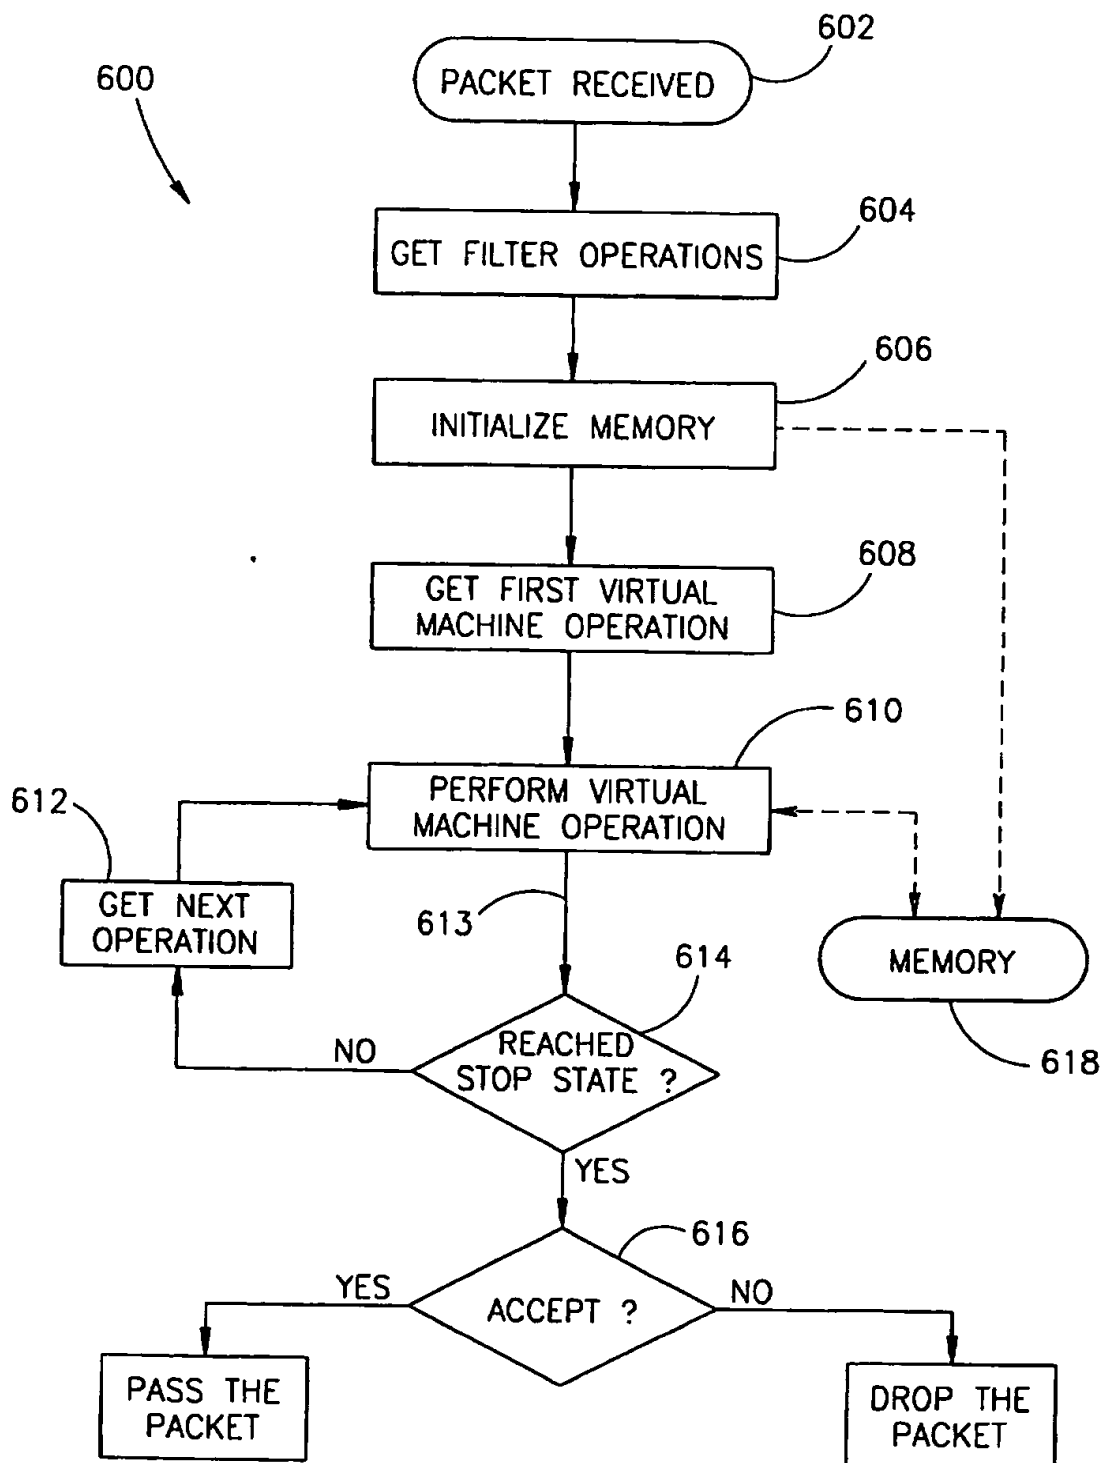 602
600
PACKET RECEIVED
604
GET FILTER OPERATIONS
606
INITIALIZE MEMORY
608
GET FIRST VIRTUAL
MACHINE OPERATION
610
612
PERFORM VIRTUAL
MACHINE OPERATION
GET NEXT
OPERATION
613
614
MEMORY
618
NO
REACHED
STOP STATE ?
YES
616
YES
ACCEPT ?
NO
PASS THE
PACKET
DROP THE
PACKET